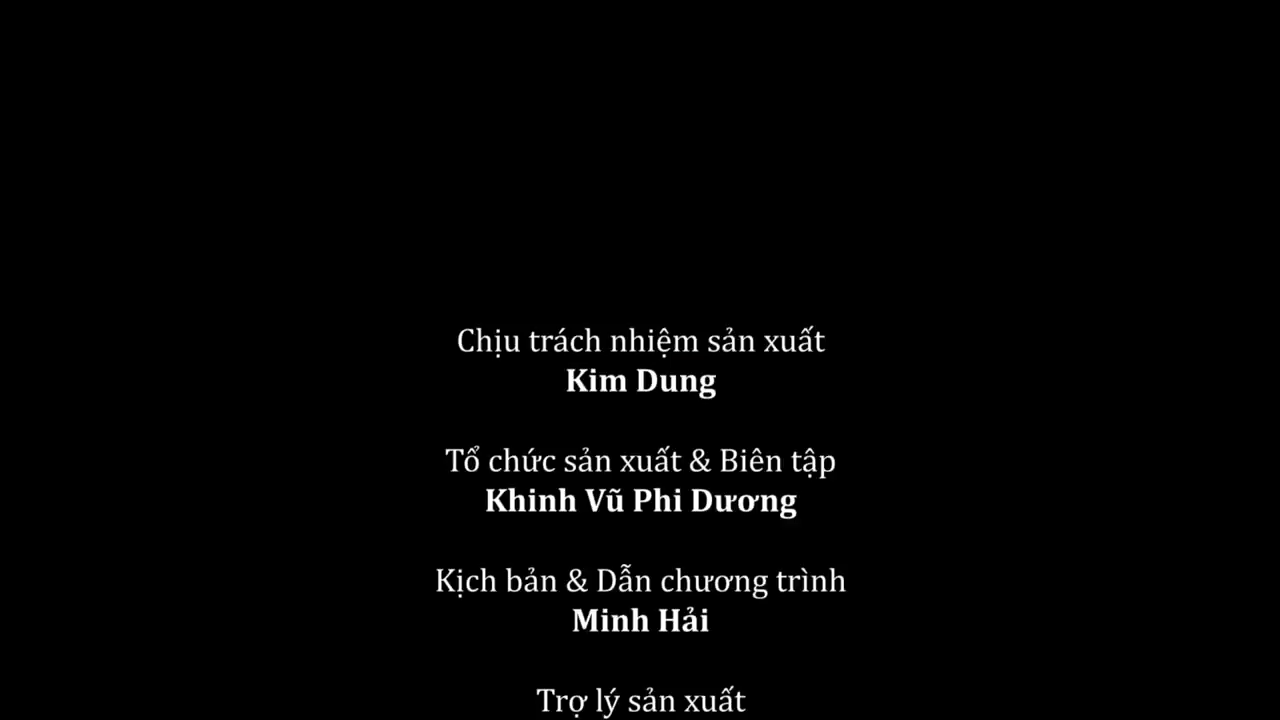 Chịu trách nhiệm sản xuất
Kim Dung
Tổ chức sản xuất & Biên tập
Khinh Vũ Phi Dương
Kịch bản & Dẫn chương trình
Minh Hải
Trợ lý sản xuất